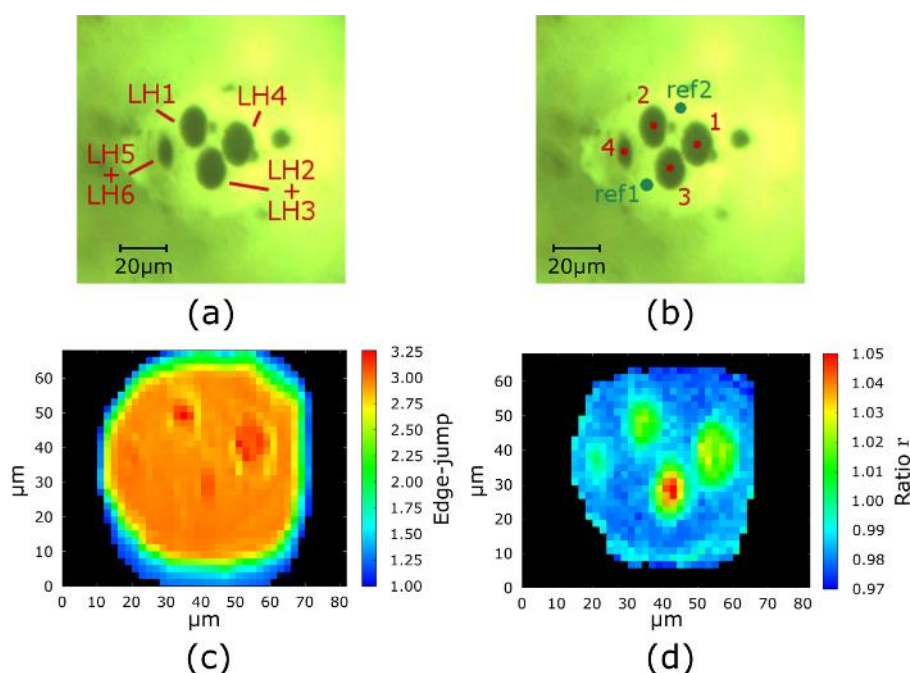 LH1
LH4
LH5
+
LH6
LH2
+
LH3
20μm
(a)
2
ref2
1
4
ref1
3
20μm
(b)
60
50
40
30
20
10
0
μm
0 10 20 30 40 50 60 70 80
μm
3.25
3.00
2.75
2.50
2.25
2.00
1.75
1.50
1.25
1.00
Edge-jump
(c)
60
50
40
30
20
10
0
μm
0 10 20 30 40 50 60 70 80
μm
1.05
1.04
1.03
1.02
1.01
1.00
0.99
0.98
0.97
Ratio r
(d)